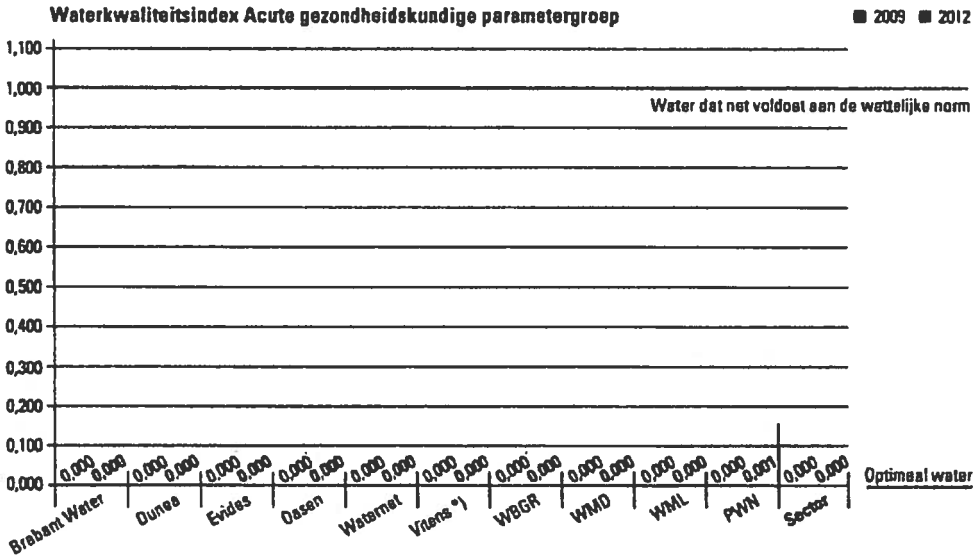 Waterkwaliteitsindex Acute gezondheidskundige parametergroep
2009 2012
1,100
1,000
Water dat net voldoet aan de wettelijke norm
0,900
0,800
0,700
0,600
0,500
0,400
0,300
0,200
0,100
0,000
0,000 0,000 0,000 0,000 0,000 0,000 0,000 0,000 0,000 0,000 0,000 0,000 0,000 0,000 0,000 0,000 0,000 0,000 0,000 0,001 0,000 0,000
Optimaal water
Brabant Water Dunea Evides Oasen Waternet Vitens *) WBGR WMD WML PWN Sector